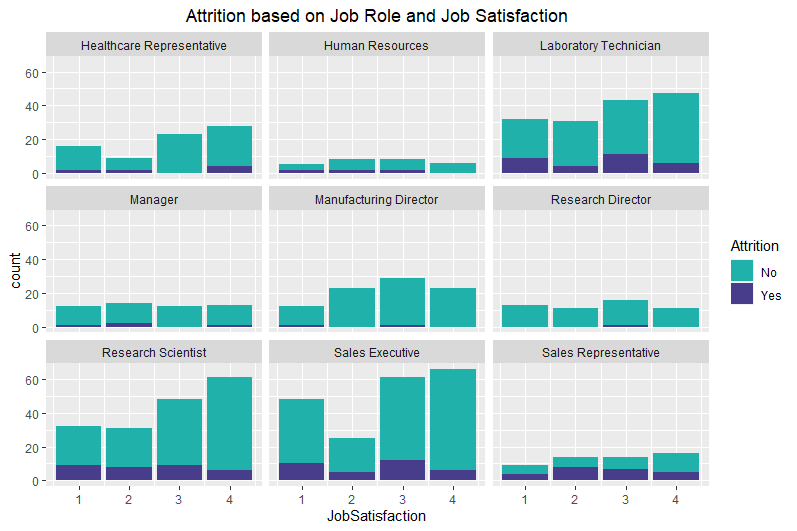 Attrition based on Job Role and Job Satisfaction
Healthcare Representative
Human Resources
Laboratory Technician
60
40
20
0
Manager
Manufacturing Director
Research Director
60
40
20
0
count
Research Scientist
Sales Executive
Sales Representative
60
40
20
0
1 2 3 4
1 2 3 4
1 2 3 4
JobSatisfaction
Attrition
No
Yes